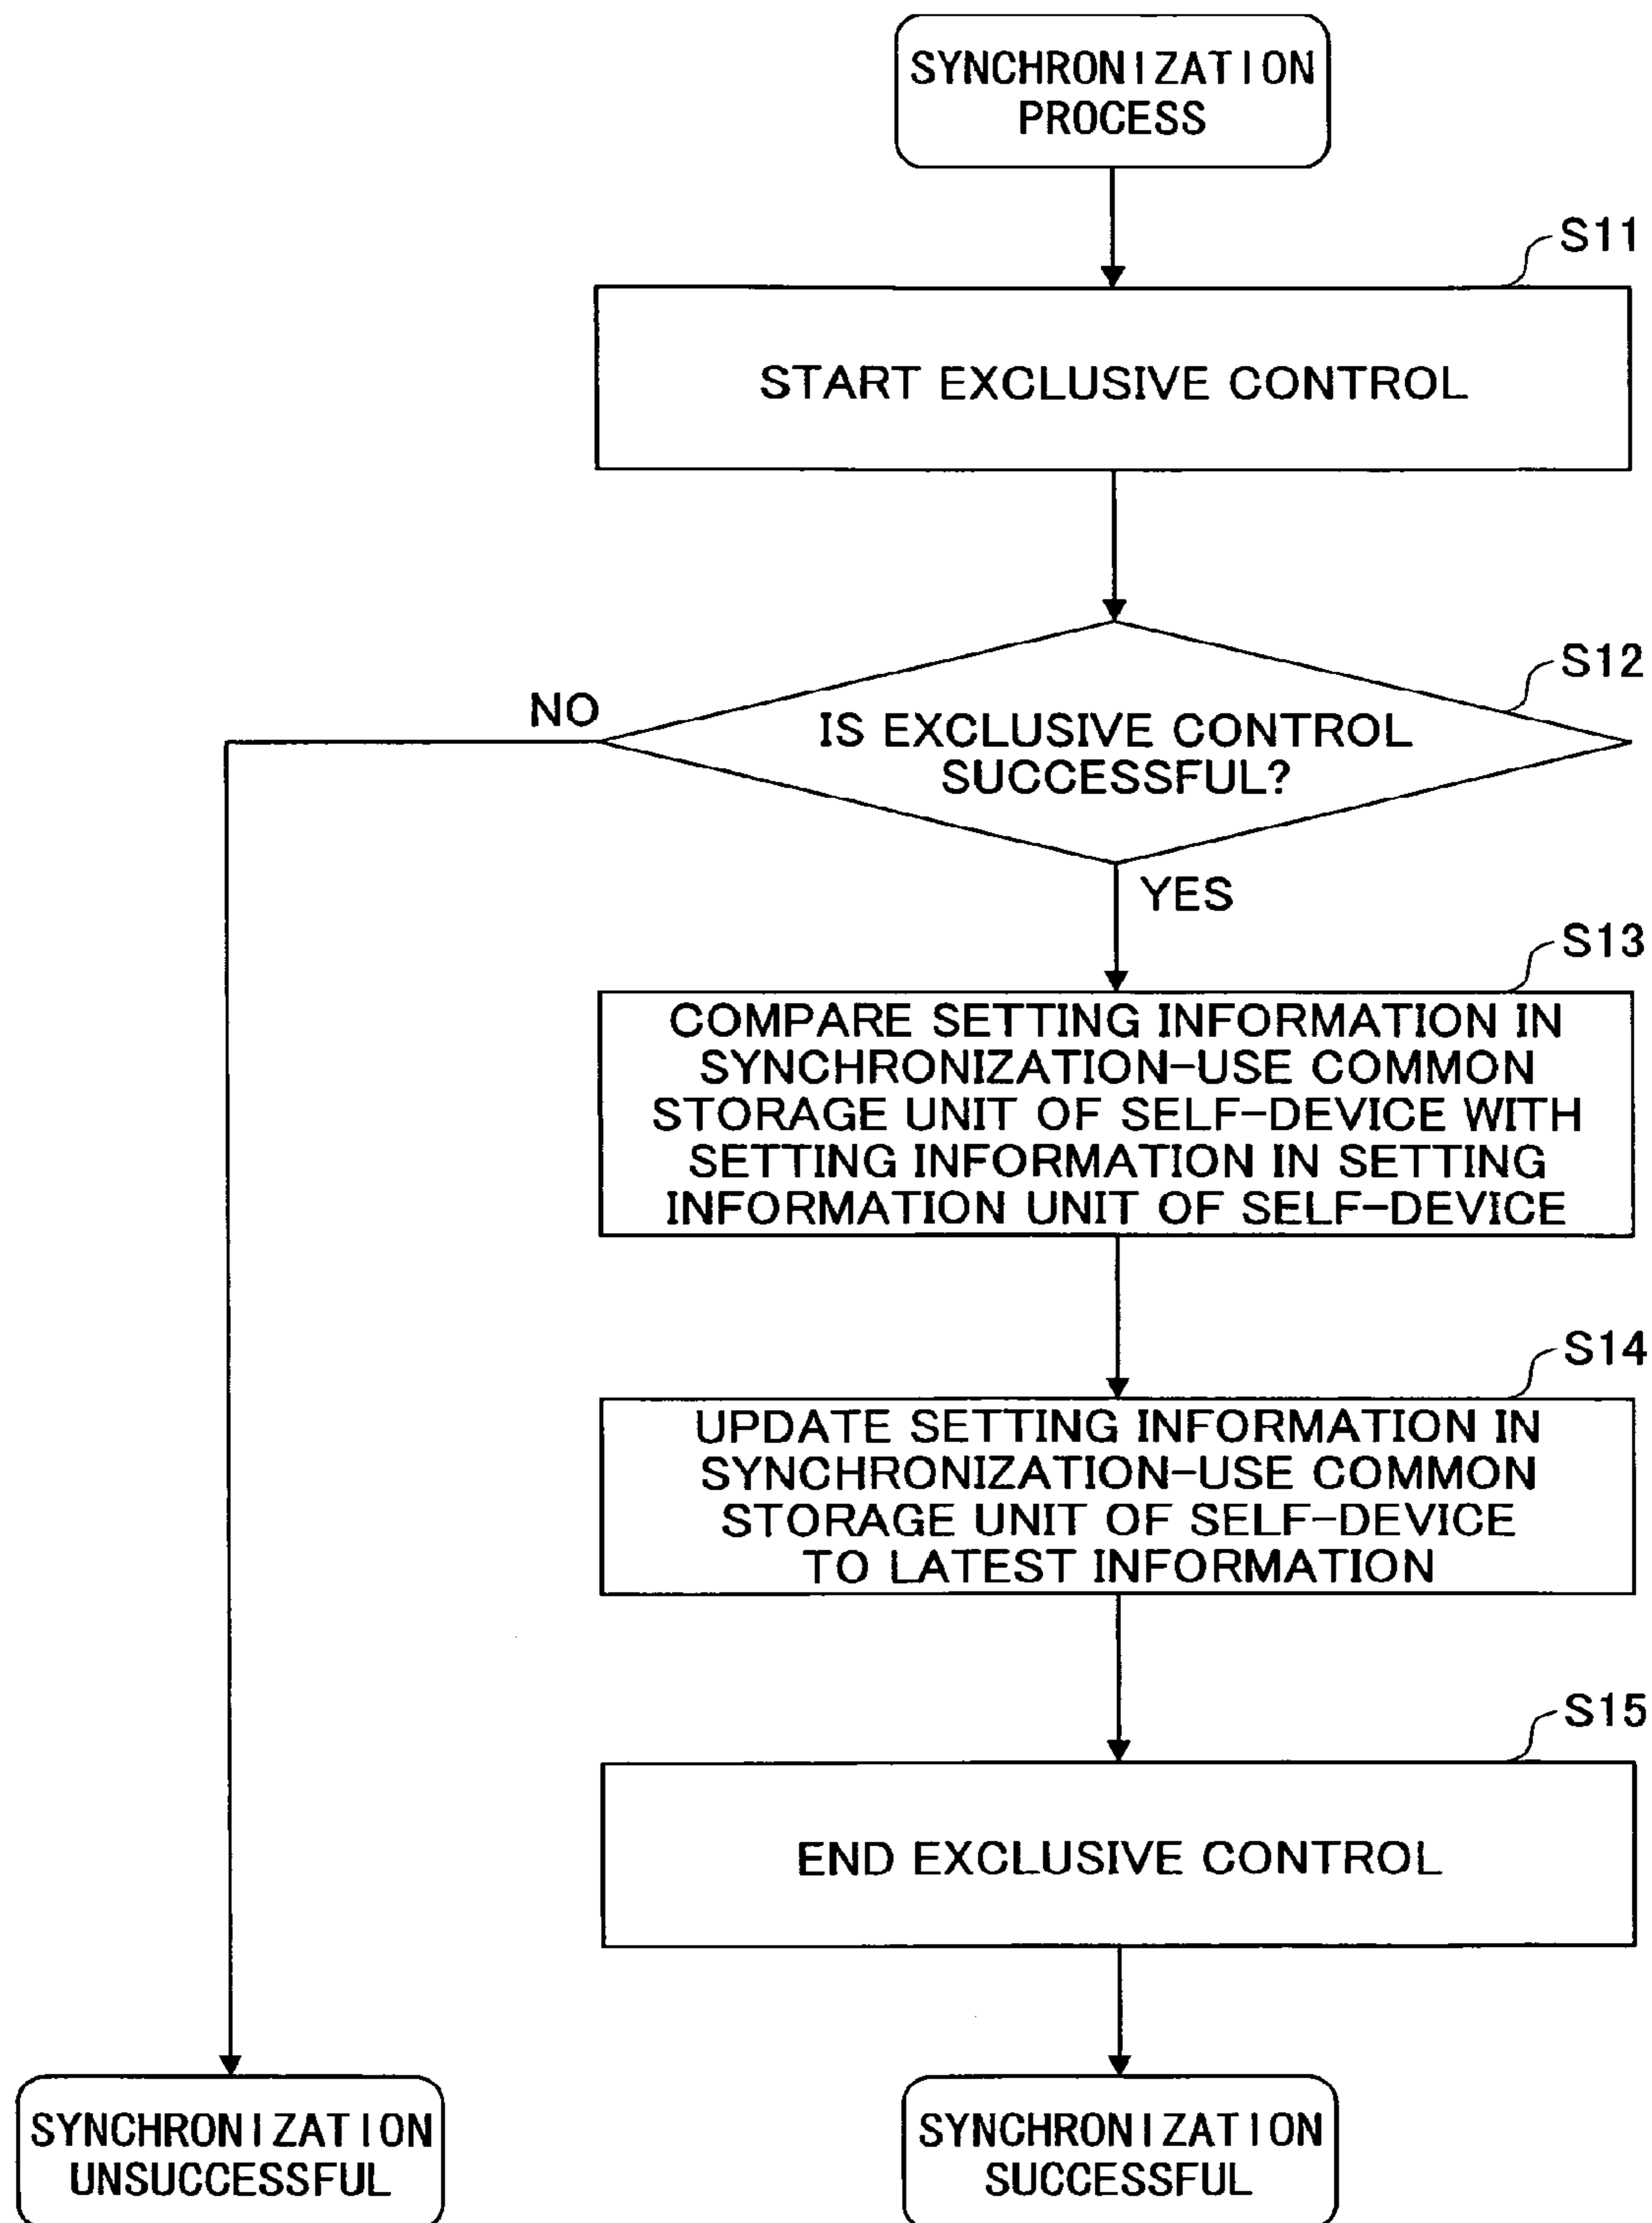 SYNCHRONIZATION
PROCESS
S11
START EXCLUSIVE CONTROL
S12
NO
IS EXCLUSIVE CONTROL
SUCCESSFUL?
YES
S13
COMPARE SETTING INFORMATION IN
SYNCHRONIZATION-USE COMMON
STORAGE UNIT OF SELF-DEVICE WITH
SETTING INFORMATION IN SETTING
INFORMATION UNIT OF SELF-DEVICE
S14
UPDATE SETTING INFORMATION IN
SYNCHRONIZATION-USE COMMON
STORAGE UNIT OF SELF-DEVICE
TO LATEST INFORMATION
S15
END EXCLUSIVE CONTROL
SYNCHRONIZATION
UNSUCCESSFUL
SYNCHRONIZATION
SUCCESSFUL